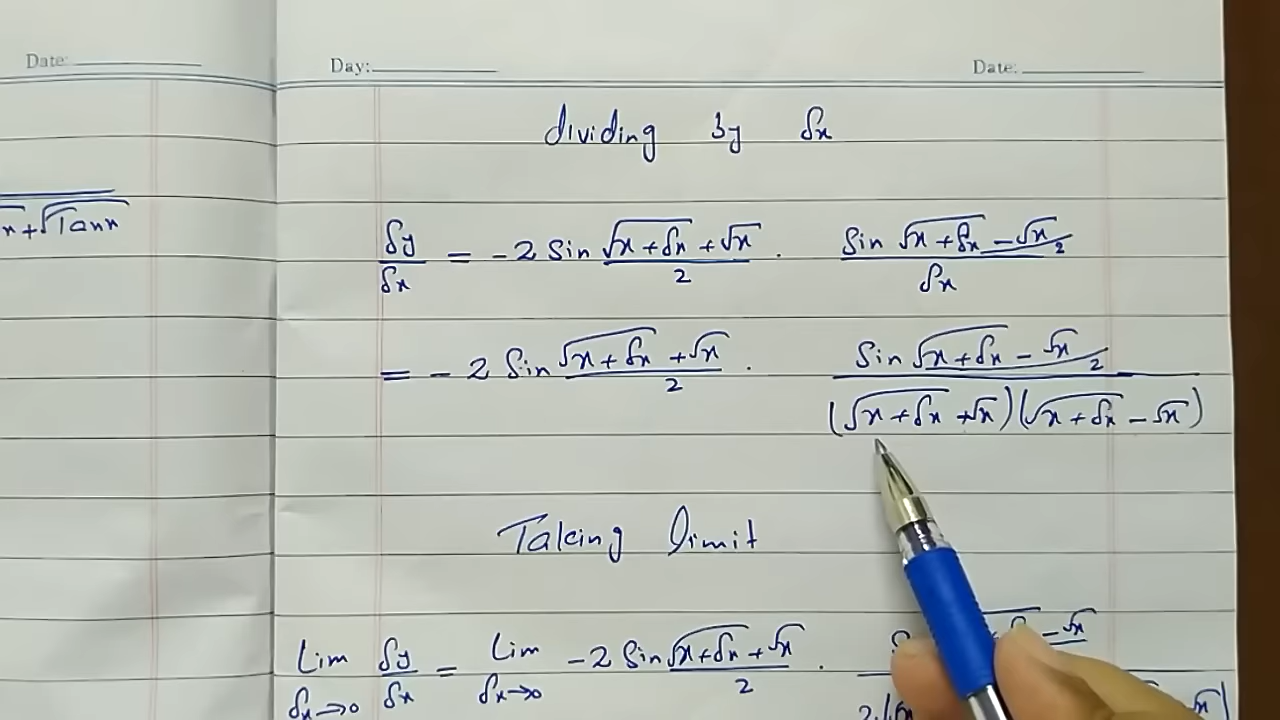 Date:
Day: Date:
dividing by δx
x + √Tanx
δy/δx = -2 Sin (√x+δx + √x)/2 . Sin (√x+δx - √x)/2 / δx
= -2 Sin (√x+δx + √x)/2 . Sin (√x+δx - √x)/2 / (√x+δx + √x)(√x+δx - √x)
Taking limit
Lim δx→0 δy/δx = Lim δx→0 -2 Sin (√x+δx + √x)/2 .